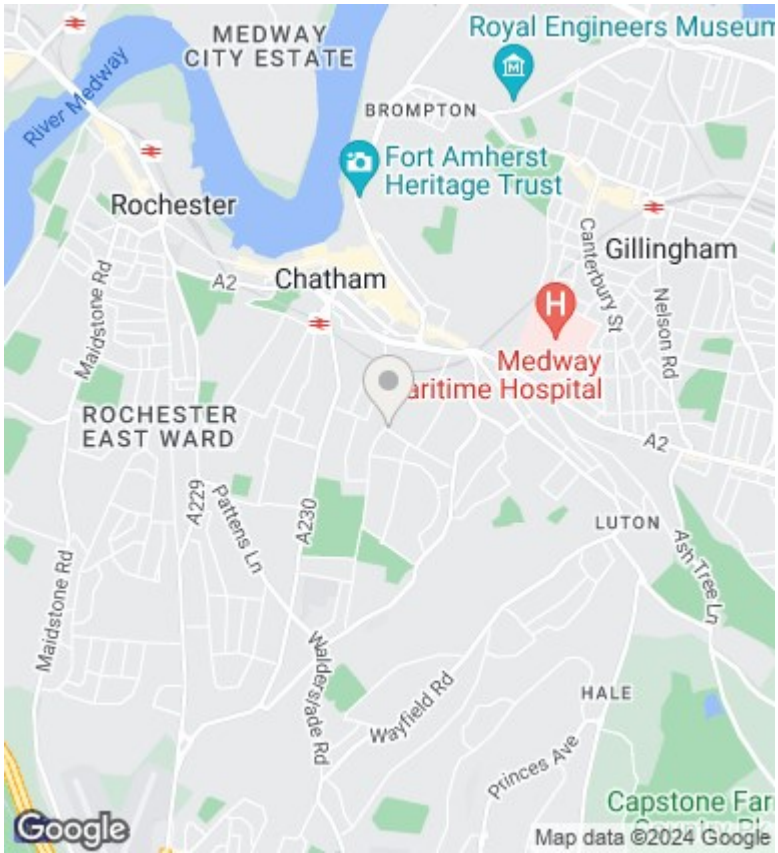 MEDWAY
CITY ESTATE
Royal Engineers Museum
River Medway
BROMPTON
Fort Amherst
Heritage Trust
Rochester
Gillingham
Canterbury St
Chatham
A2
Maidstone Rd
Nelson Rd
H
Medway
aritime Hospital
ROCHESTER
EAST WARD
A2
A229
Pattens Ln
A230
LUTON
Ash Tree Ln
Maidstone Rd
Walderslade Rd
Wayfield Rd
HALE
Princes Ave
Capstone Far
Country Pk
Google
Map data ©2024 Google